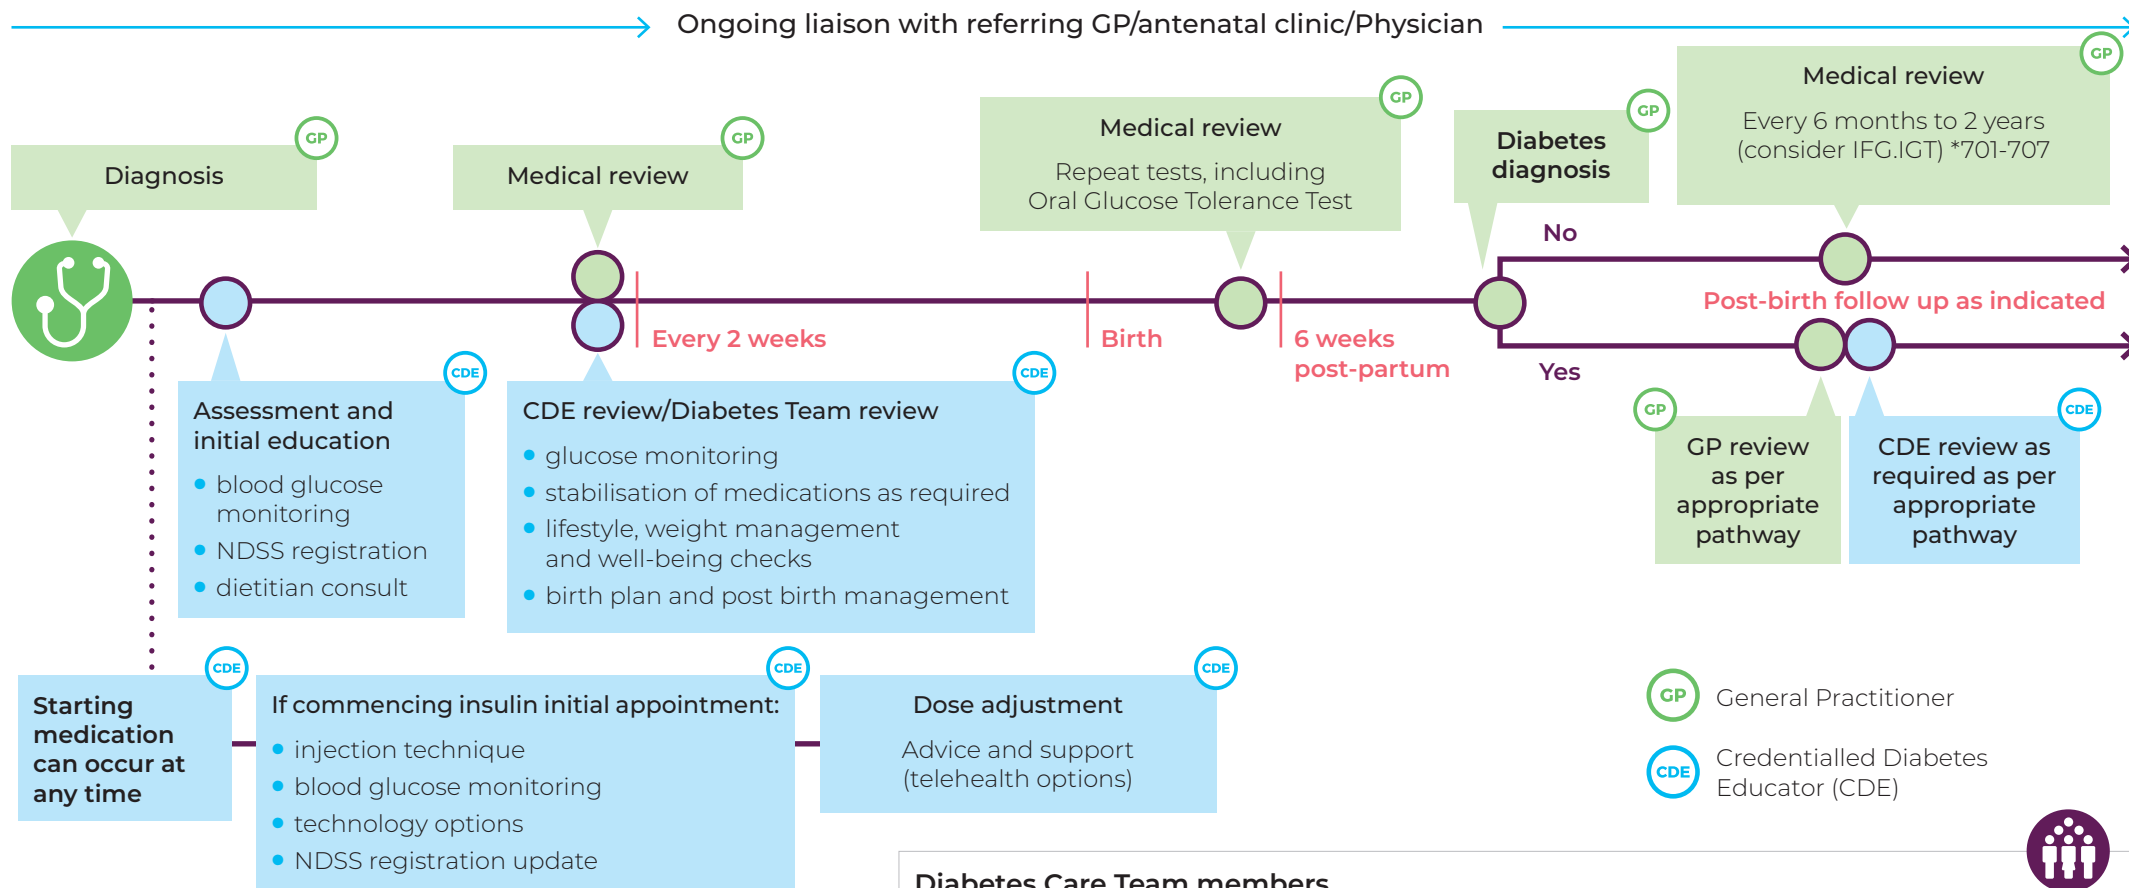 Ongoing liaison with referring GP/antenatal clinic/Physician
GP
Diagnosis
GP
Medical review
GP
Medical review
Repeat tests, including
Oral Glucose Tolerance Test
GP
Diabetes
diagnosis
GP
Medical review
Every 6 months to 2 years
(consider IFG.IGT) *701-707
No
Post-birth follow up as indicated
Yes
Every 2 weeks
Birth
6 weeks
post-partum
CDE
Assessment and
initial education
• blood glucose
monitoring
• NDSS registration
• dietitian consult
CDE
CDE review/Diabetes Team review
• glucose monitoring
• stabilisation of medications as required
• lifestyle, weight management
and well-being checks
• birth plan and post birth management
GP
GP review
as per
appropriate
pathway
CDE
CDE review as
required as per
appropriate
pathway
CDE
Starting
medication
can occur at
any time
CDE
If commencing insulin initial appointment:
• injection technique
• blood glucose monitoring
• technology options
• NDSS registration update
CDE
Dose adjustment
Advice and support
(telehealth options)
GP General Practitioner
CDE Credentialled Diabetes
Educator (CDE)
Diabetes Care Team members